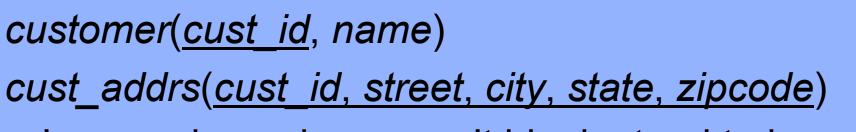 customer(cust_id, name)
cust_addrs(cust_id, street, city, state, zipcode)